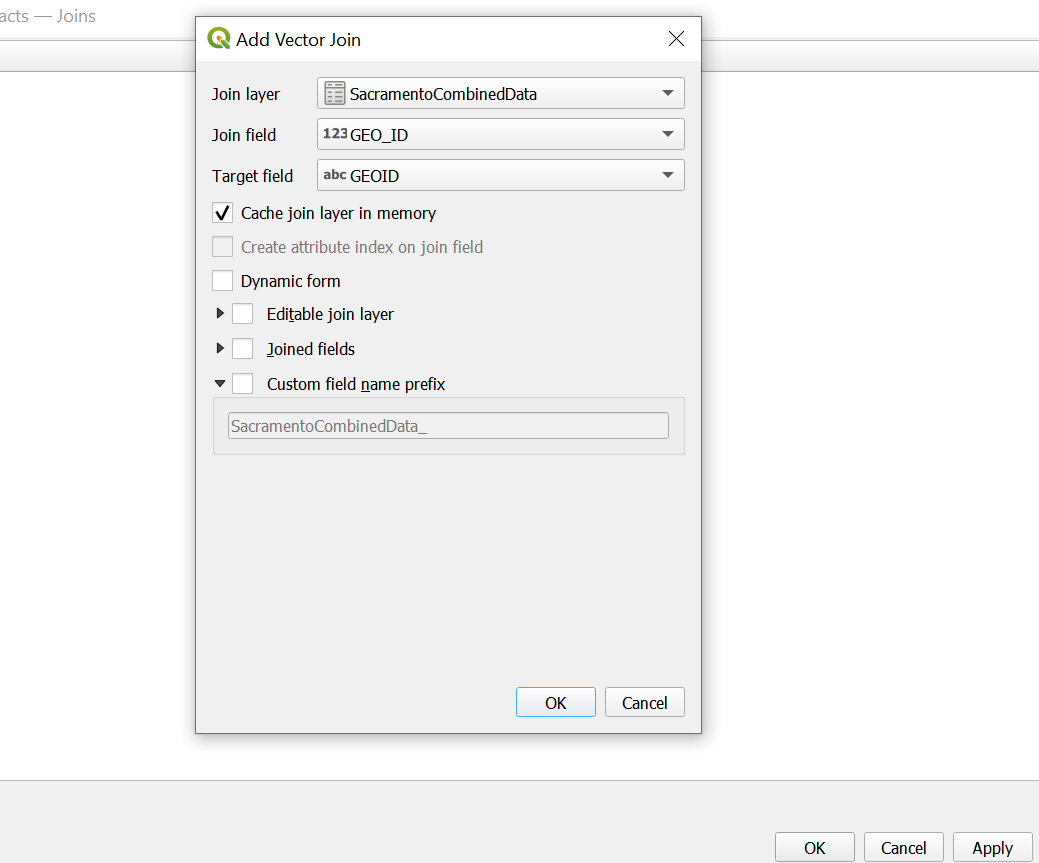 acts — Joins
Add Vector Join
Join layer SacramentoCombinedData
Join field 123 GEO_ID
Target field abc GEOID
Cache join layer in memory
Create attribute index on join field
Dynamic form
Editable join layer
Joined fields
Custom field name prefix
SacramentoCombinedData_
OK Cancel
OK Cancel Apply